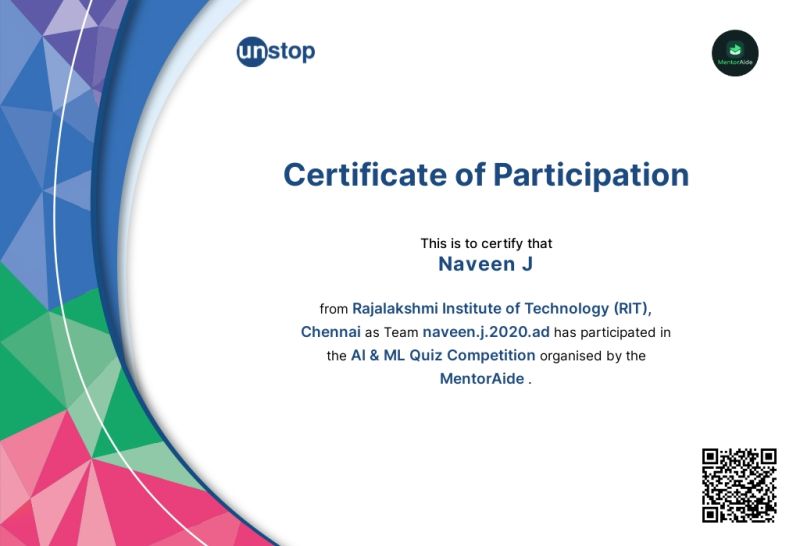 unstop
MentorAide
Certificate of Participation
This is to certify that
Naveen J
from Rajalakshmi Institute of Technology (RIT),
Chennai as Team naveen.j.2020.ad has participated in
the AI & ML Quiz Competition organised by the
MentorAide .